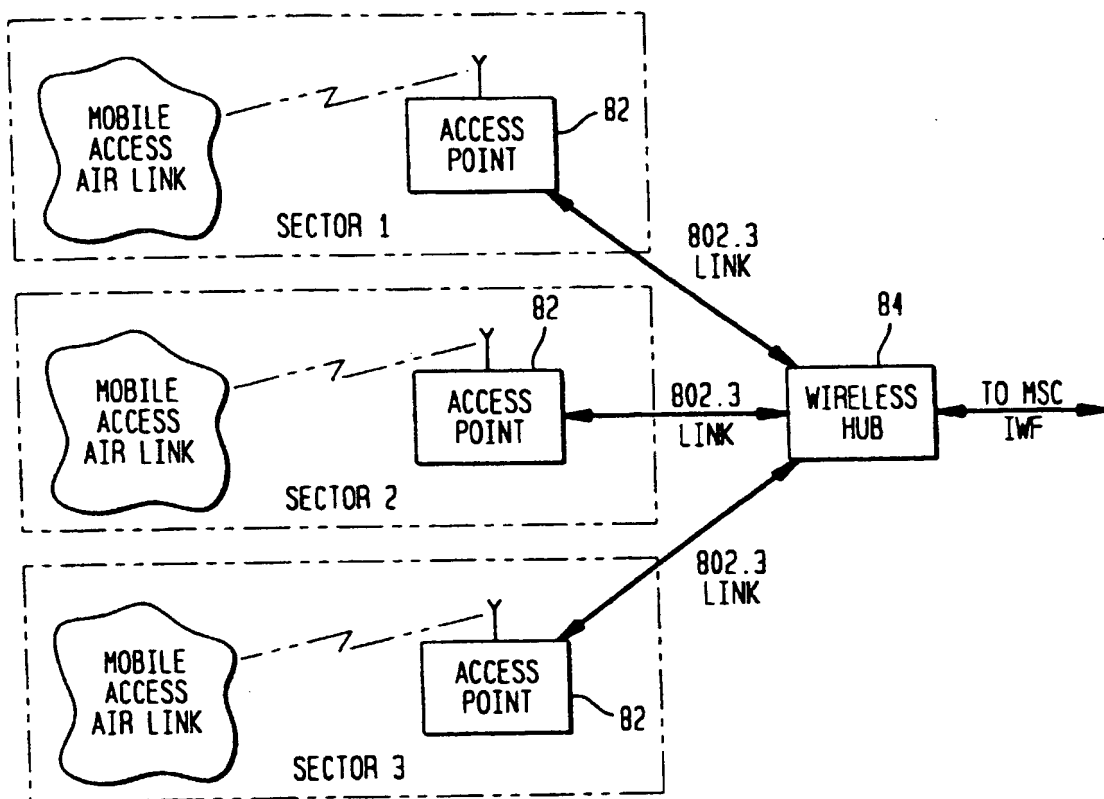 MOBILE
ACCESS
AIR LINK
ACCESS
POINT
82
SECTOR 1
802.3
LINK
MOBILE
ACCESS
AIR LINK
82
ACCESS
POINT
SECTOR 2
802.3
LINK
84
WIRELESS
HUB
TO MSC
IWF
MOBILE
ACCESS
AIR LINK
ACCESS
POINT
82
SECTOR 3
802.3
LINK